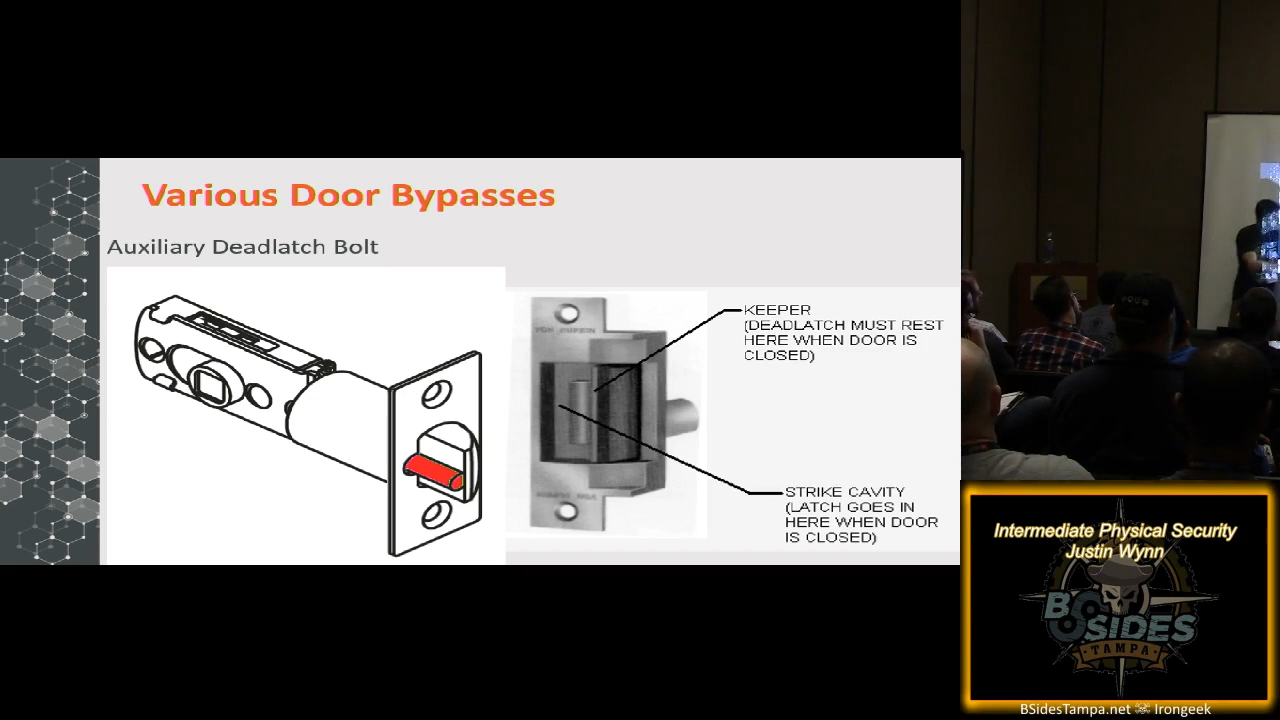 Various Door Bypasses
Auxiliary Deadlatch Bolt
KEEPER
(DEADLATCH MUST REST
HERE WHEN DOOR IS
CLOSED)
STRIKE CAVITY
(LATCH GOES IN
HERE WHEN DOOR
IS CLOSED)
Intermediate Physical Security
Justin Wynn
BSIDES
TAMPA
BSidesTampa.net Irongeek